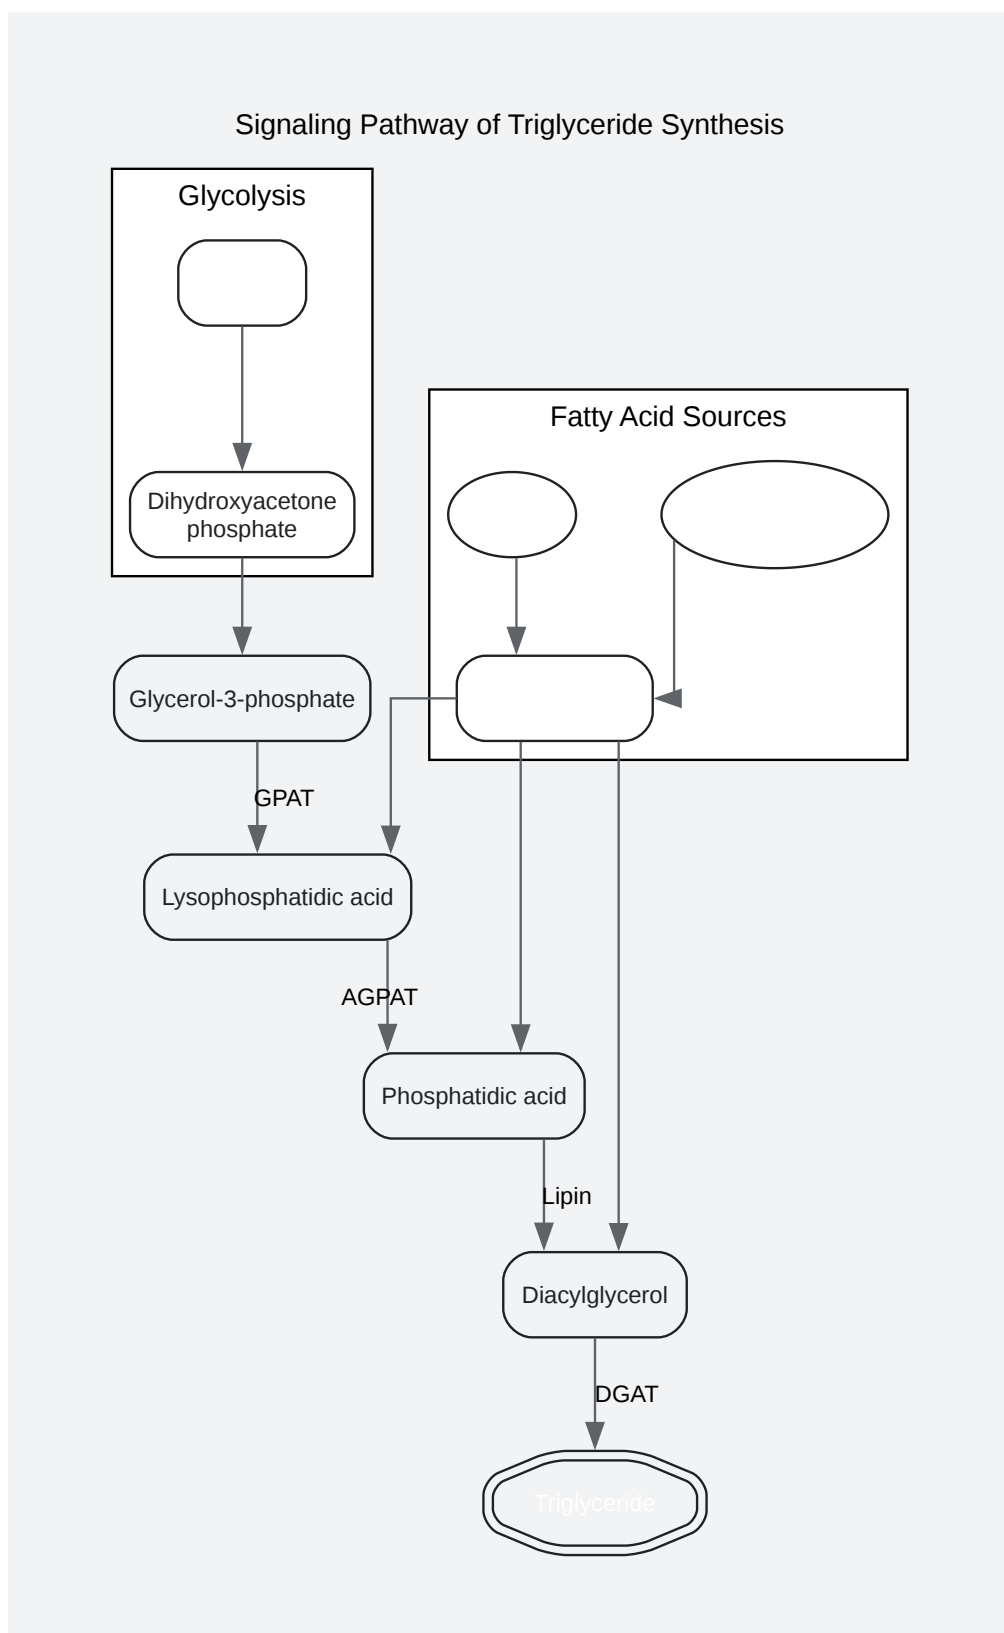 Signaling Pathway of Triglyceride Synthesis
Glycolysis
Dihydroxyacetone
phosphate
Fatty Acid Sources
Glycerol-3-phosphate
GPAT
Lysophosphatidic acid
AGPAT
Phosphatidic acid
Lipin
Diacylglycerol
DGAT
Triglyceride